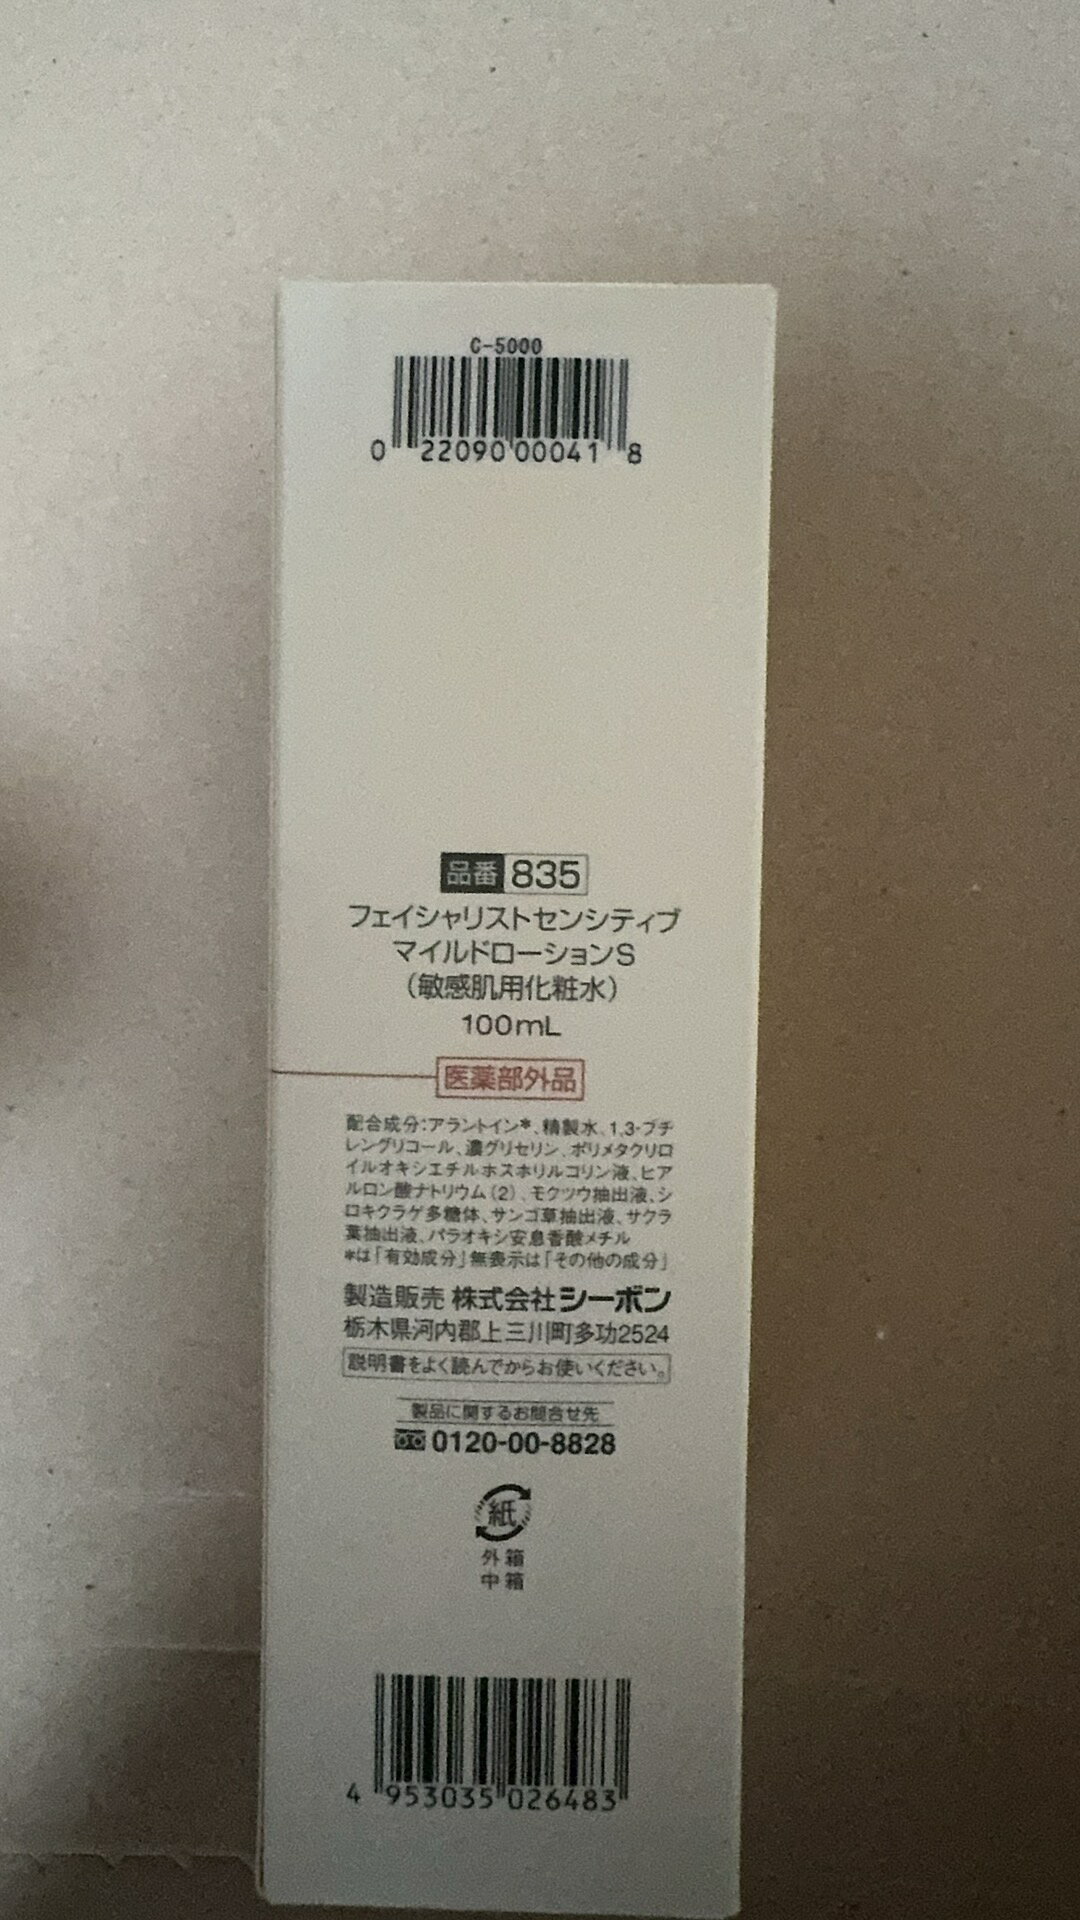 C-5000
0 22090 00041 8
品番 835
フェイシャリストセンシティブ
マイルドローションS
（敏感肌用化粧水）
100mL
医薬部外品
配合成分：アラントイン*、精製水、1,3-ブチ
レングリコール、濃グリセリン、ポリメタクリロ
イルオキシエチルホスホリルコリン液、ヒア
ルロン酸ナトリウム（2）、モクツウ抽出液、シ
ロキクラゲ多糖体、サンゴ草抽出液、サクラ
葉抽出液、パラオキシ安息香酸メチル
*は「有効成分」無表示は「その他の成分」
製造販売 株式会社シーボン
栃木県河内郡上三川町多功2524
説明書をよく読んでからお使いください。
製品に関するお問合せ先
0120-00-8828
紙
外箱
中箱
4 953035 026483